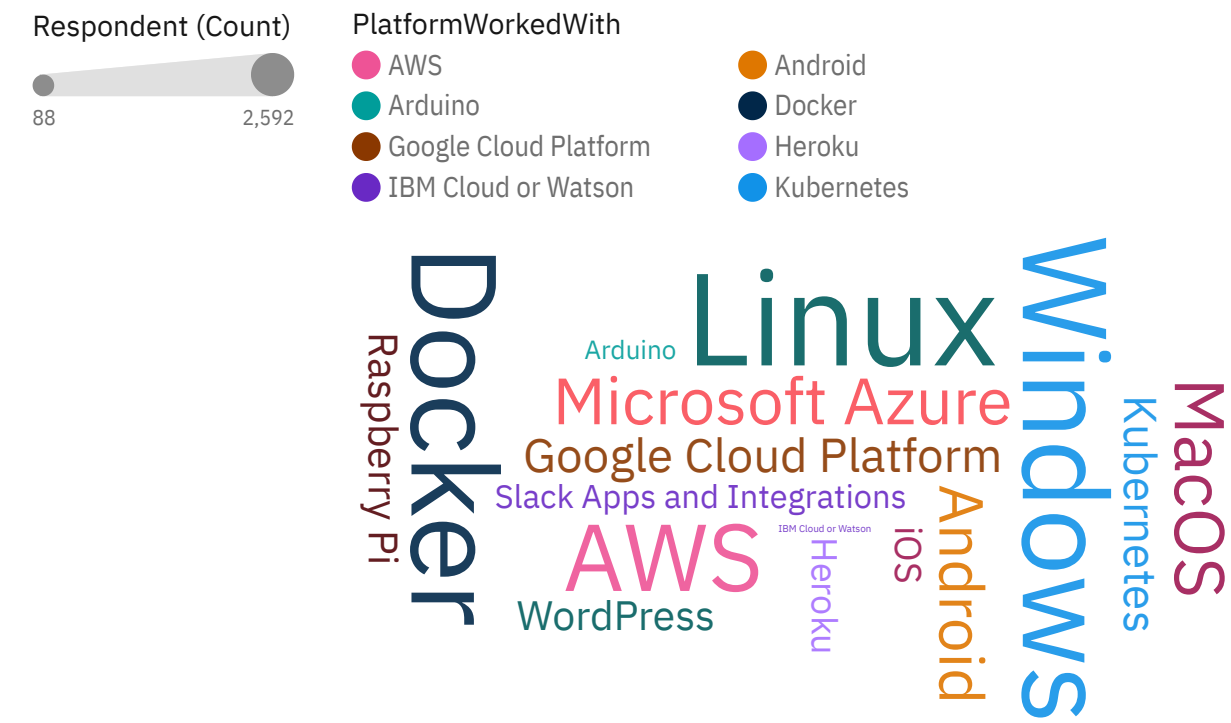 Respondent (Count)
88
2,592
PlatformWorkedWith
AWS
Arduino
Google Cloud Platform
IBM Cloud or Watson
Android
Docker
Heroku
Kubernetes
Raspberry Pi
Docker
Arduino
Linux
Microsoft Azure
Google Cloud Platform
Slack Apps and Integrations
AWS
IBM Cloud or Watson
WordPress
Heroku
iOS
Android
Windows
Kubernetes
MacOS